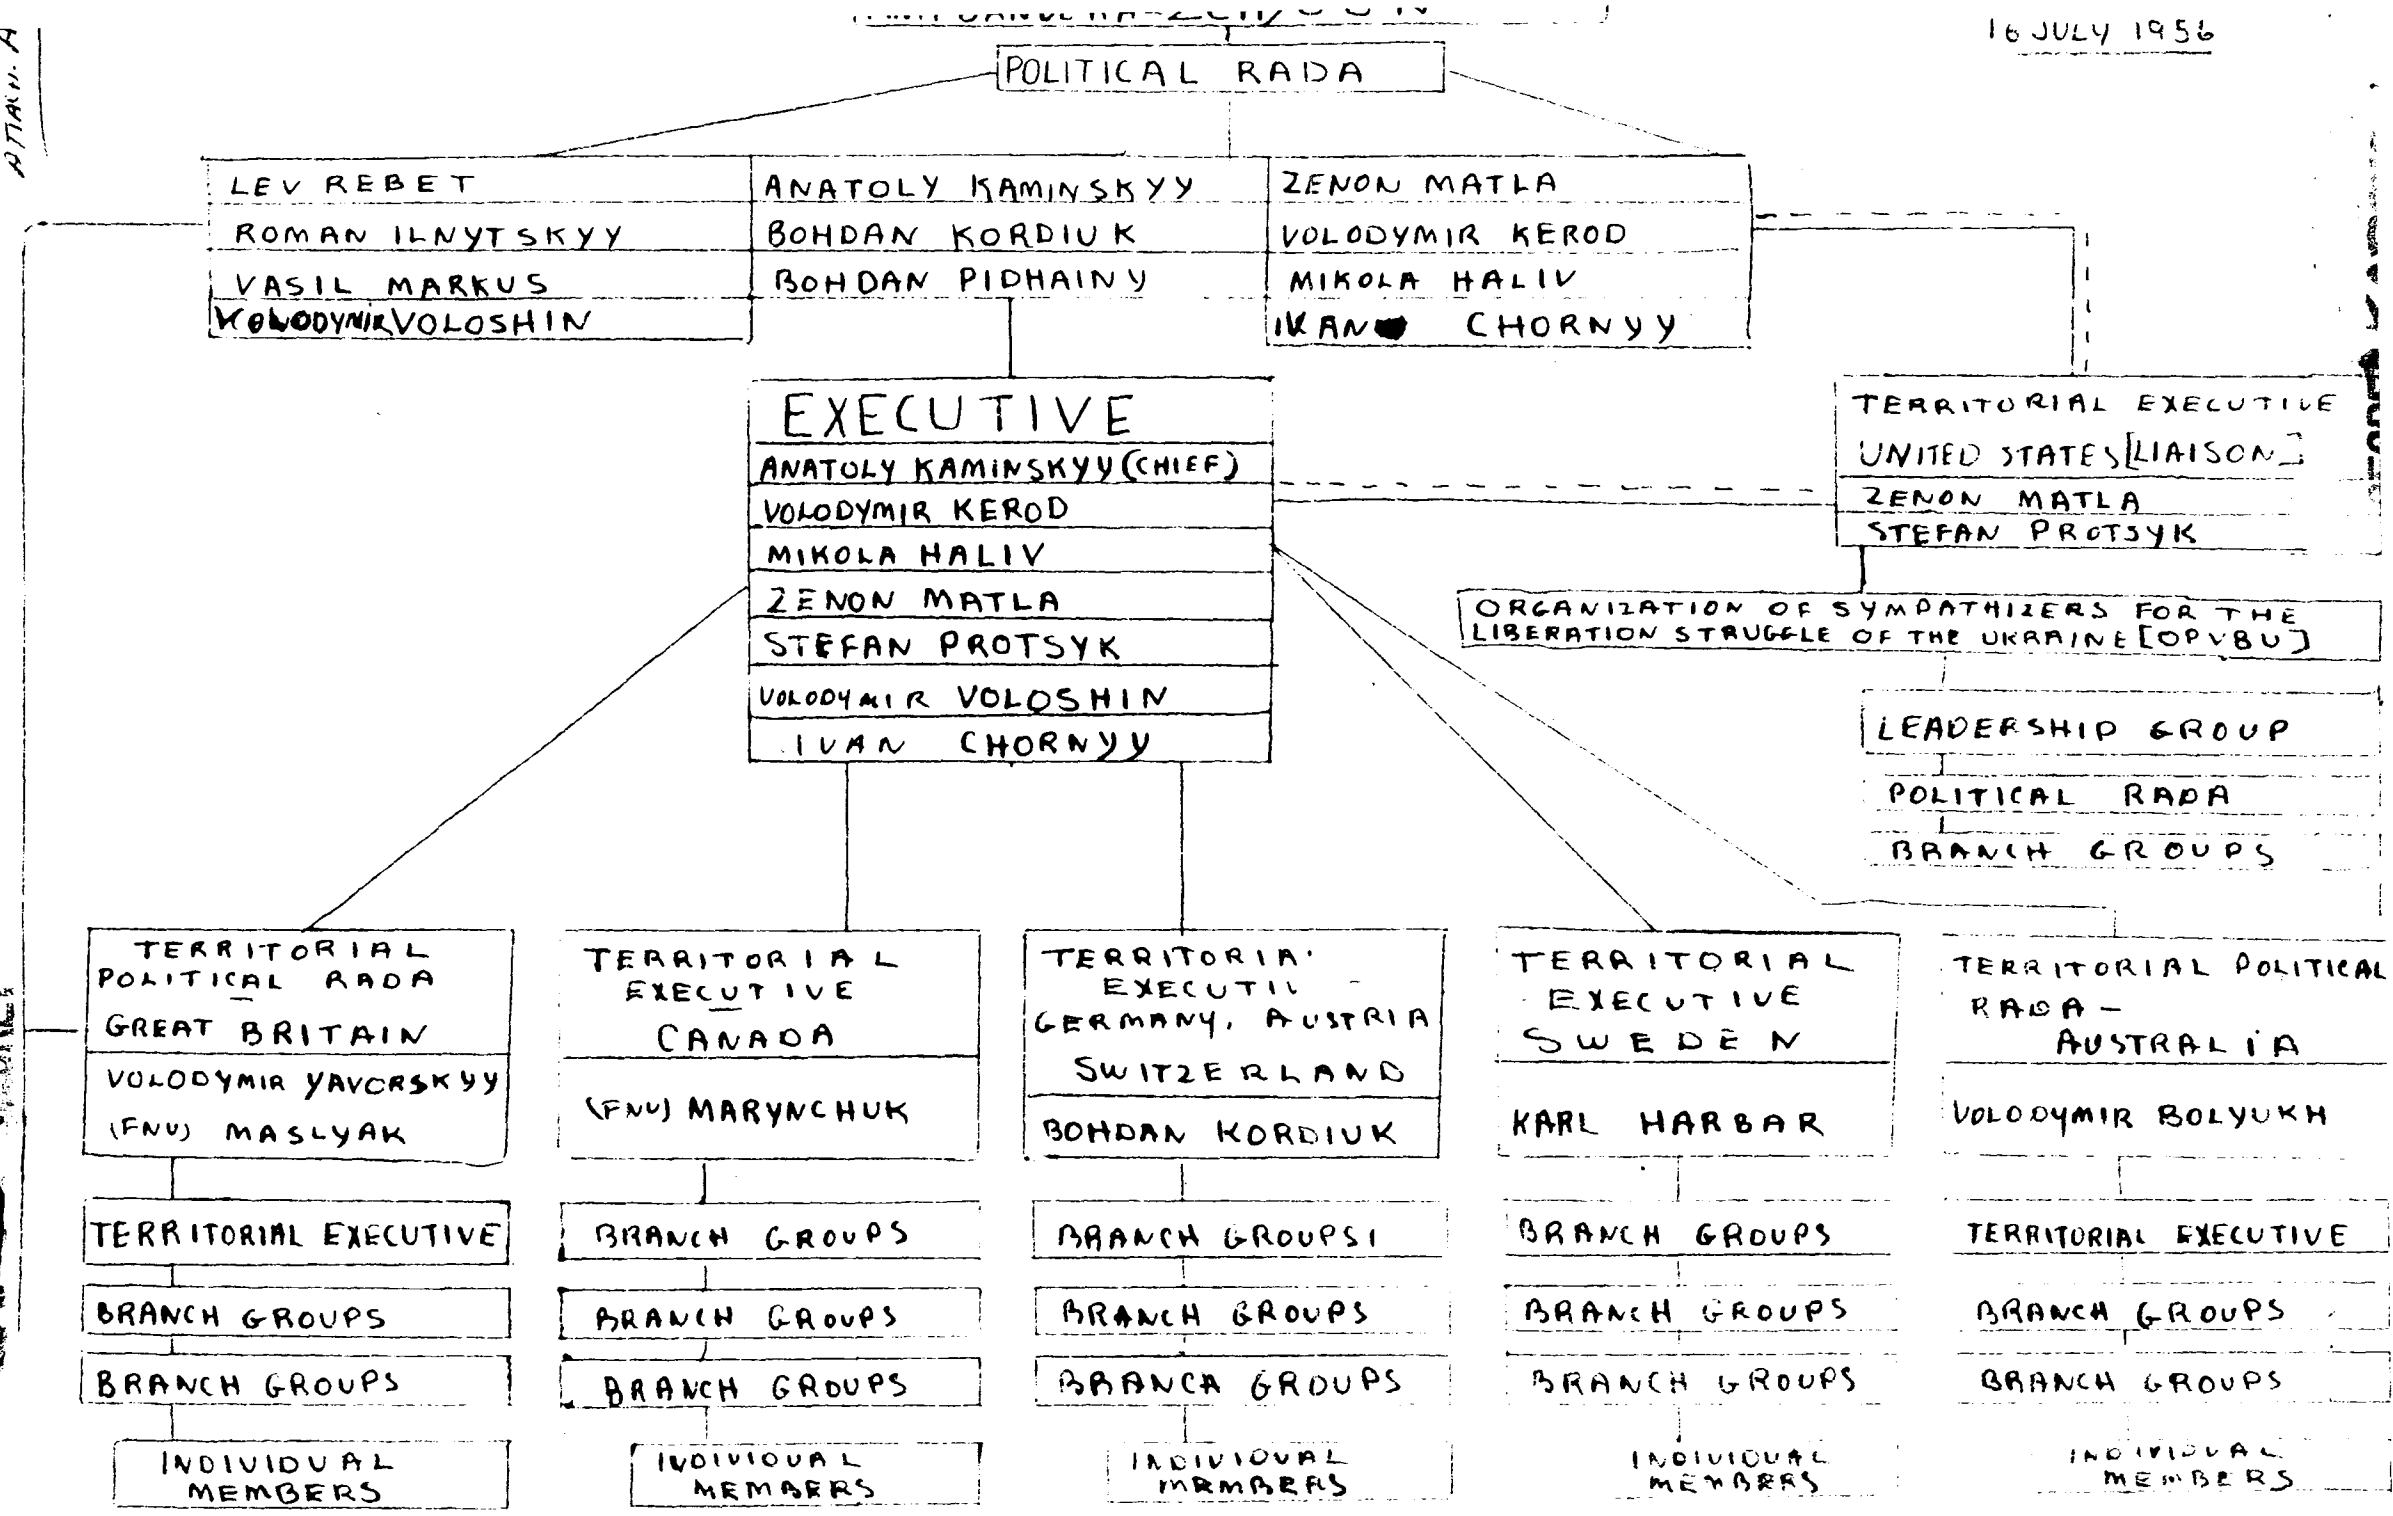 16 JULY 1956
ATTACH. A
POLITICAL RADA
LEV REBET
ANATOLY KAMINSKYY
ZENON MATLA
ROMAN ILNYTSKYY
BOHDAN KORDIUK
VOLODYMIR KEROD
VASIL MARKUS
BOHDAN PIDHAINY
MIKOLA HALIV
VOLODYMIR VOLOSHIN
IVAN CHORNYY
EXECUTIVE
ANATOLY KAMINSKYY (CHIEF)
VOLODYMIR KEROD
MIKOLA HALIV
ZENON MATLA
STEFAN PROTSYK
VOLODYMIR VOLOSHIN
IVAN CHORNYY
TERRITORIAL EXECUTIVE
UNITED STATES [LIAISON]
ZENON MATLA
STEFAN PROTSYK
ORGANIZATION OF SYMPATHIZERS FOR THE
LIBERATION STRUGGLE OF THE UKRAINE [OPVBU]
LEADERSHIP GROUP
POLITICAL RADA
BRANCH GROUPS
TERRITORIAL
POLITICAL RADA
GREAT BRITAIN
VOLODYMIR YAVORSKYY
(FNU) MASLYAK
TERRITORIAL EXECUTIVE
BRANCH GROUPS
BRANCH GROUPS
INDIVIDUAL
MEMBERS
TERRITORIAL
EXECUTIVE
CANADA
(FNU) MARYNCHUK
BRANCH GROUPS
BRANCH GROUPS
BRANCH GROUPS
INDIVIDUAL
MEMBERS
TERRITORIA
EXECUTIV -
GERMANY, AUSTRIA
SWITZERLAND
BOHDAN KORDIUK
BRANCH GROUPS
BRANCH GROUPS
BRANCH GROUPS
INDIVIDUAL
MEMBERS
TERRITORIAL
EXECUTIVE
SWEDEN
KARL HARBAR
BRANCH GROUPS
BRANCH GROUPS
BRANCH GROUPS
INDIVIDUAL
MEMBERS
TERRITORIAL POLITICAL
RADA -
AUSTRALIA
VOLODYMIR BOLYUKH
TERRITORIAL EXECUTIVE
BRANCH GROUPS
BRANCH GROUPS
INDIVIDUAL
MEMBERS